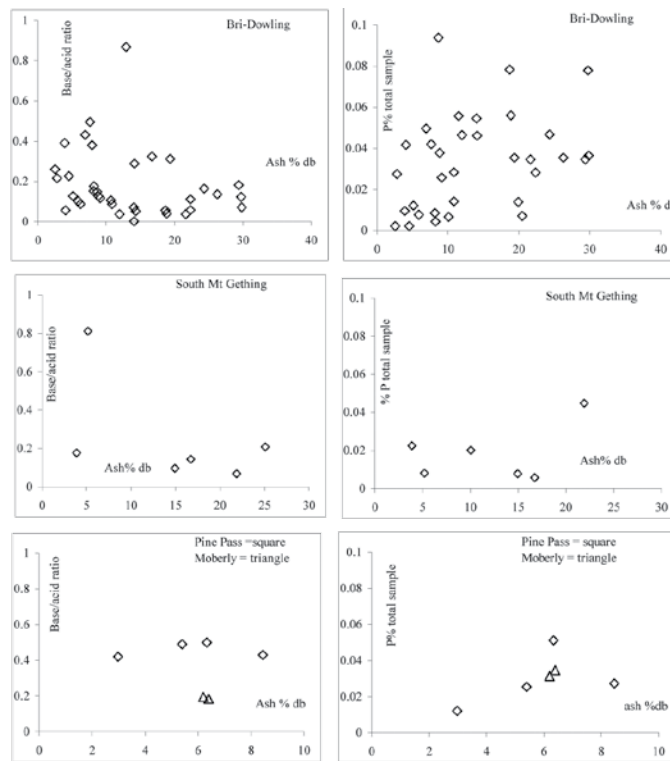 Bri-Dowling
Base/acid ratio
1
0.8
0.6
0.4
0.2
0
Ash % db
0 10 20 30 40
Bri-Dowling
P% total sample
0.1
0.08
0.06
0.04
0.02
0
Ash % d
0 10 20 30 40
South Mt Gething
Base/acid ratio
1
0.8
0.6
0.4
0.2
0
Ash% db
0 5 10 15 20 25 30
South Mt Gething
% P total sample
0.1
0.08
0.06
0.04
0.02
0
Ash% db
0 5 10 15 20 25 30
Pine Pass =square
Moberly = triangle
Base/acid ratio
1
0.8
0.6
0.4
0.2
0
Ash % db
0 2 4 6 8 10
Pine Pass =square
Moberly = triangle
P% total sample
0.1
0.08
0.06
0.04
0.02
0
ash %db
0 2 4 6 8 10